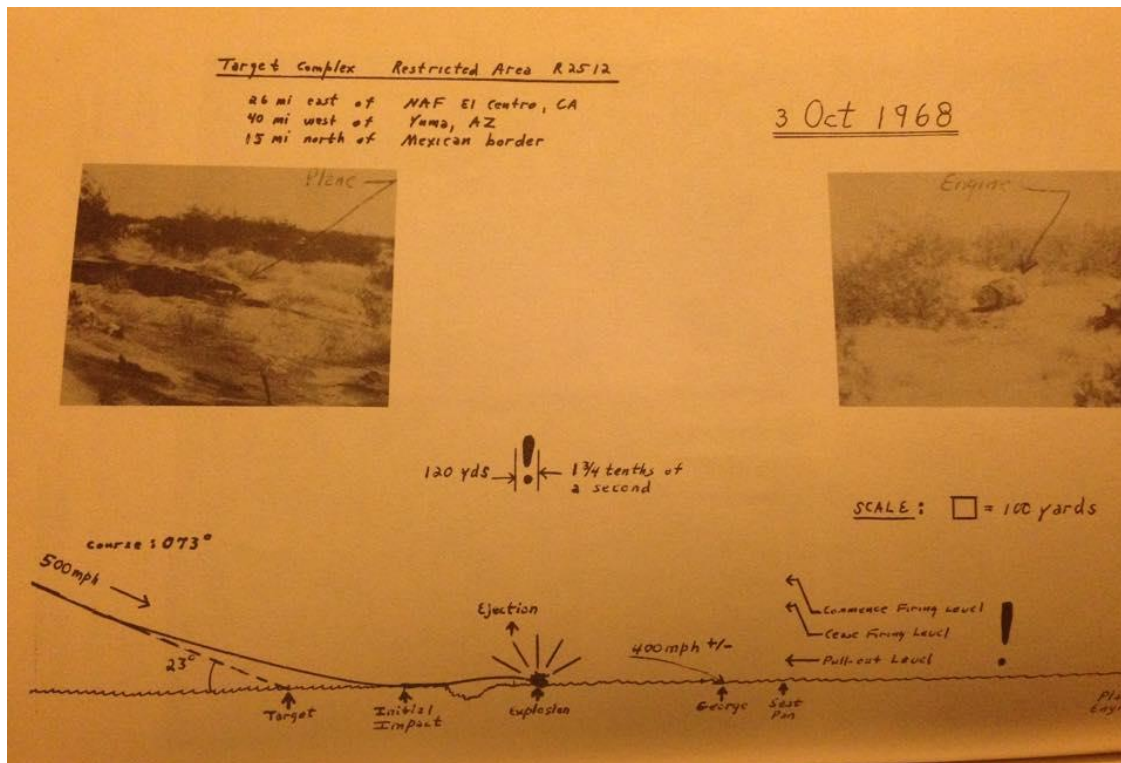 Target Complex Restricted Area R2512
26 mi east of NAF El Centro, CA
40 mi west of Yuma, AZ
15 mi north of Mexican border
3 Oct 1968
Plane
Engine
!
120 yds
1 3/4 tenths of
a second
SCALE: □ = 100 yards
course: 073°
500mph
23°
Ejection
400mph +/-
Commence Firing Level
Cease Firing Level
Pull-out Level
!
Target
Initial
Impact
Explosion
George
Seat
Pan